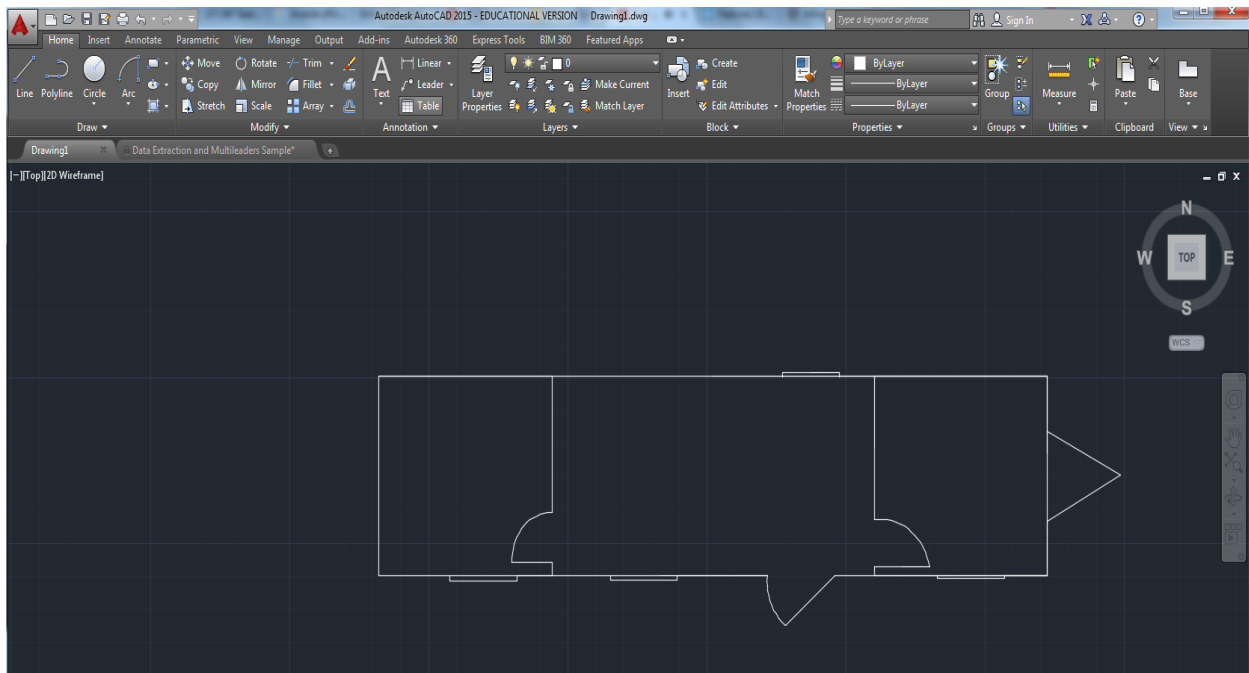 Autodesk AutoCAD 2015 - EDUCATIONAL VERSION Drawing1.dwg Type a keyword or phrase Sign In
Home Insert Annotate Parametric View Manage Output Add-ins Autodesk 360 Express Tools BIM 360 Featured Apps
Line Polyline Circle Arc
Move Rotate Trim
Copy Mirror Fillet
Stretch Scale Array
Text
Linear
Leader
Table
Layer Properties
0
Make Current
Match Layer
Insert
Create
Edit
Edit Attributes
Match Properties
ByLayer
ByLayer
ByLayer
Group
Measure
Paste
Base
Draw Modify Annotation Layers Block Properties Groups Utilities Clipboard View
Drawing1 Data Extraction and Multileaders Sample*
[−][Top][2D Wireframe]
N
W TOP E
S
WCS